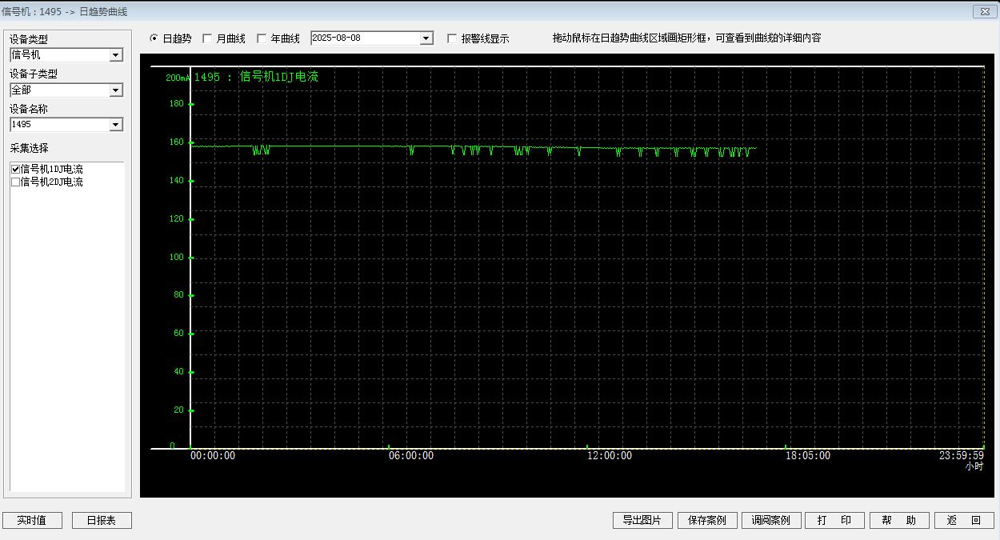 信号机 : 1495 -> 日趋势曲线
设备类型
信号机
设备子类型
全部
设备名称
1495
采集选择
信号机1DJ电流
信号机2DJ电流
日趋势 月曲线 年曲线 2025-08-08 报警线显示 拖动鼠标在日趋势曲线区域画矩形框，可查看到曲线的详细内容
200mA 1495 : 信号机1DJ电流
180
160
140
120
100
80
60
40
20
0
00:00:00 06:00:00 12:00:00 18:05:00 23:59:59
小时
实时值 日报表 导出图片 保存案例 调阅案例 打 印 帮 助 返 回